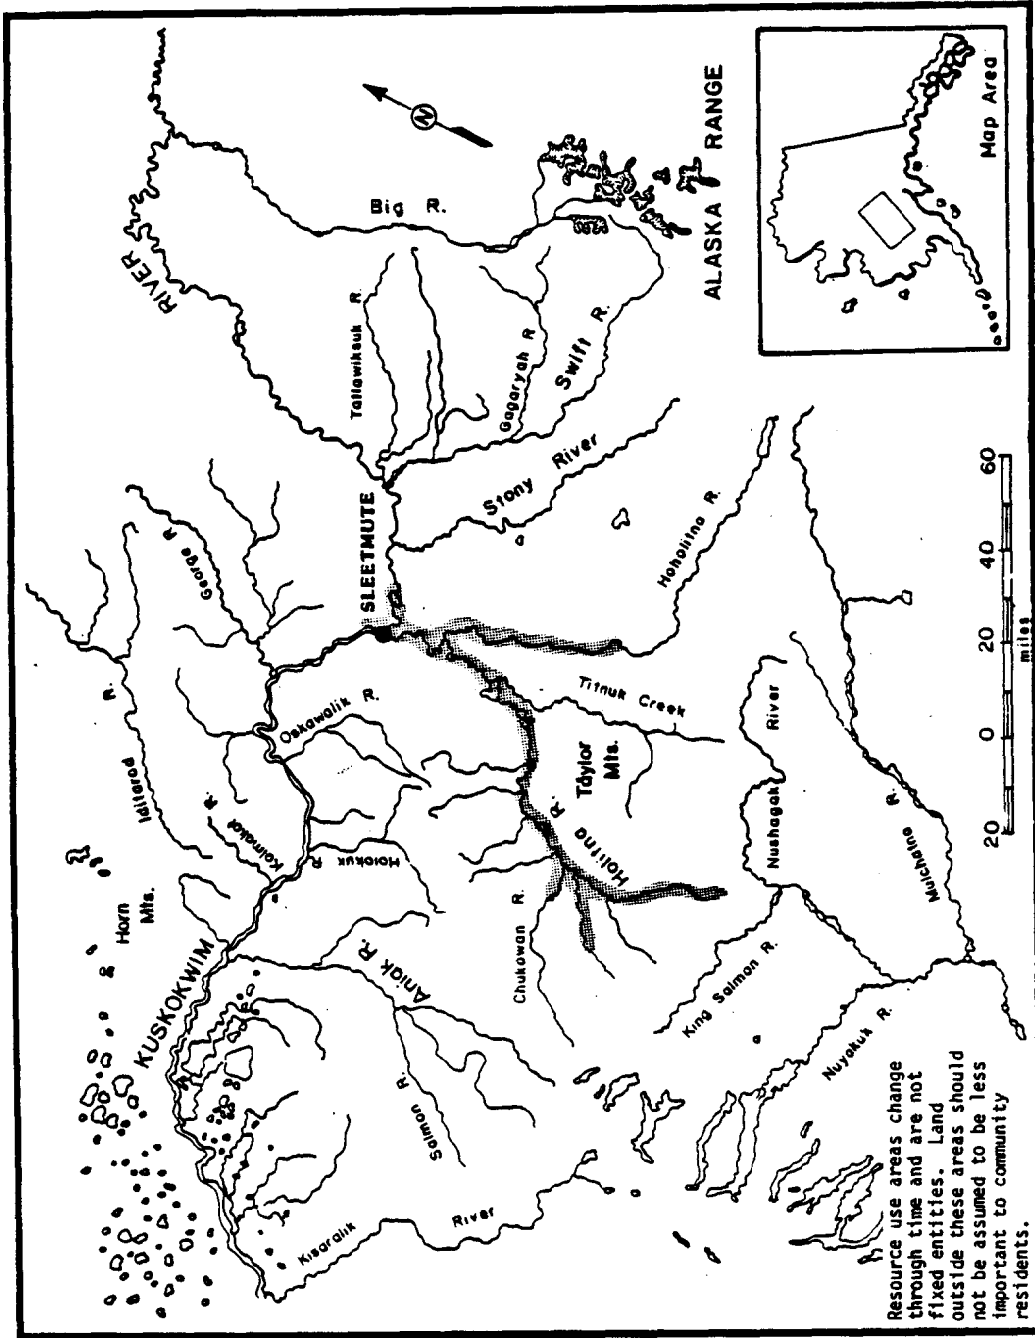 RIVER
Big R.
N
ALASKA RANGE
Map Area
Tatlawiksuk R.
Gagaryah R
Swift R.
Stony River
SLEETMUTE
Hoholitna R.
George R
Iditarod R.
Oskawalik R.
Kolmakof R.
Holokuk R
Horn
Mts.
KUSKOKWIM
Titnuk Creek
Taylor
Mts.
Holitna R.
Chukowan R.
Aniak R.
Salmon R.
Kisaralik River
Nushagak River
King Salmon R.
Mulchatna R.
Nuyakuk R.
20 0 20 40 60
miles
Resource use areas change
through time and are not
fixed entities. Land
outside these areas should
not be assumed to be less
important to community
residents.